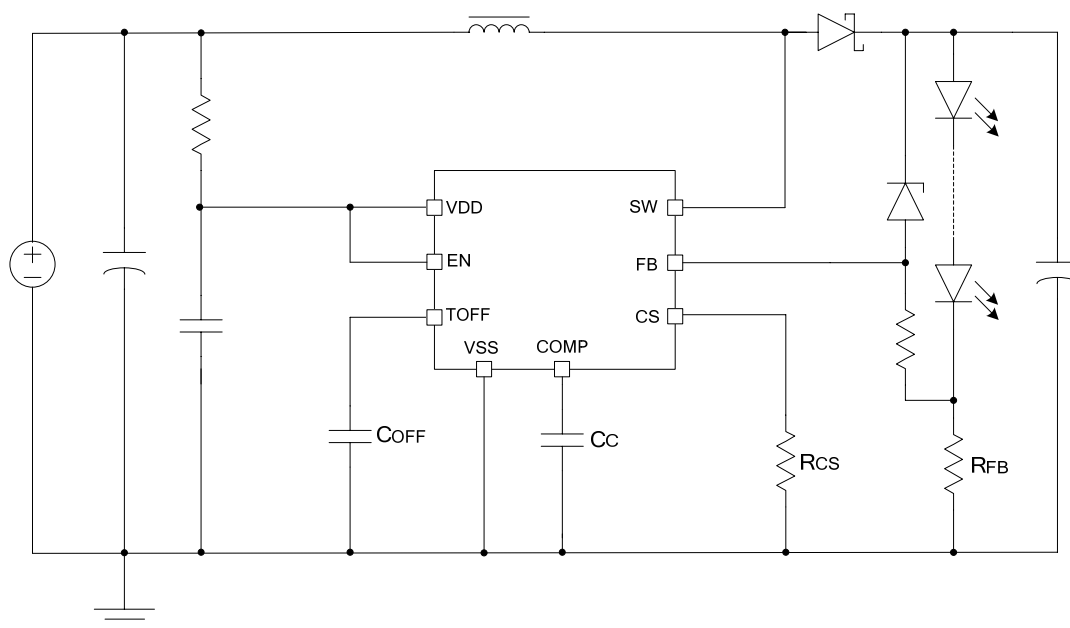 VDD
SW
EN
FB
TOFF
CS
VSS
COMP
COFF
CC
RCS
RFB